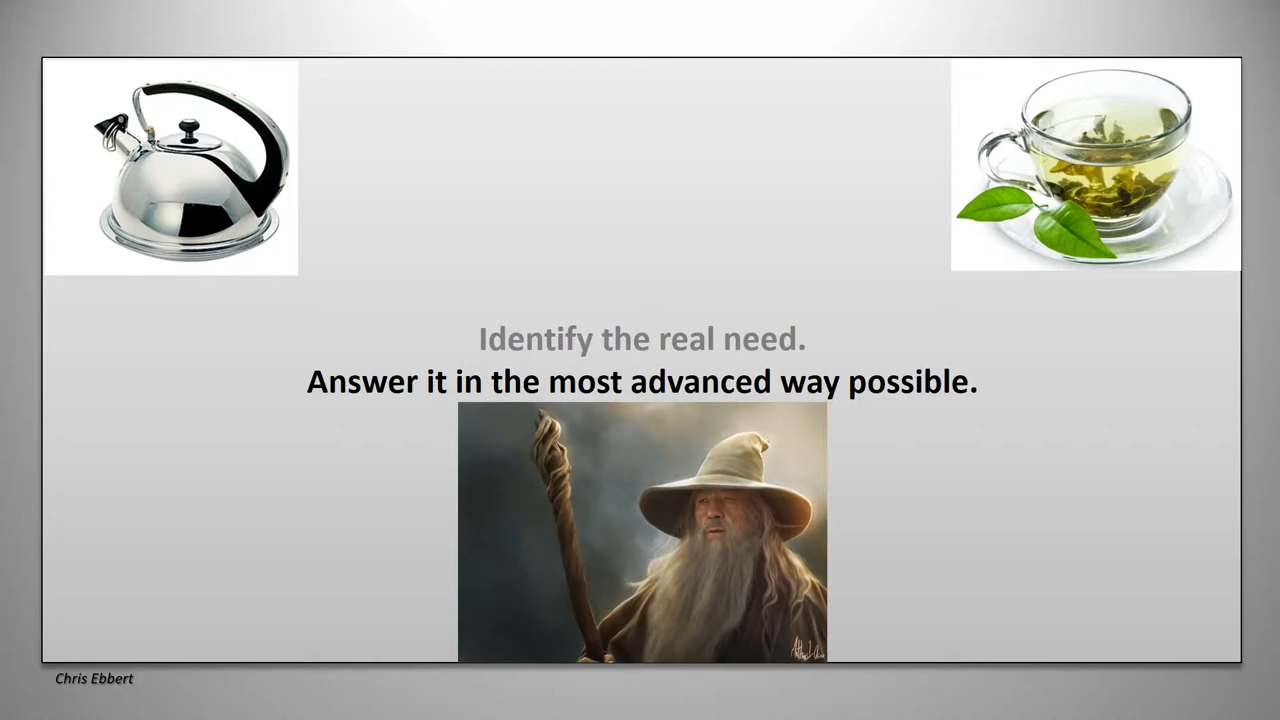 Identify the real need.
Answer it in the most advanced way possible.
Chris Ebbert